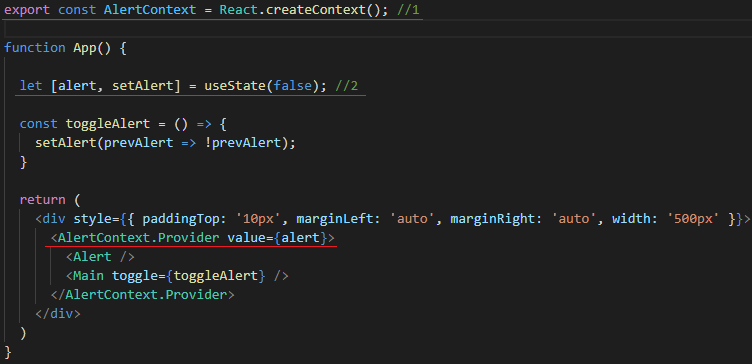 export const AlertContext = React.createContext(); //1
function App() {
let [alert, setAlert] = useState(false); //2
const toggleAlert = () => {
setAlert(prevAlert => !prevAlert);
}
return (
<div style={{ paddingTop: '10px', marginLeft: 'auto', marginRight: 'auto', width: '500px' }}>
<AlertContext.Provider value={alert}>
<Alert />
<Main toggle={toggleAlert} />
</AlertContext.Provider>
</div>
)
}